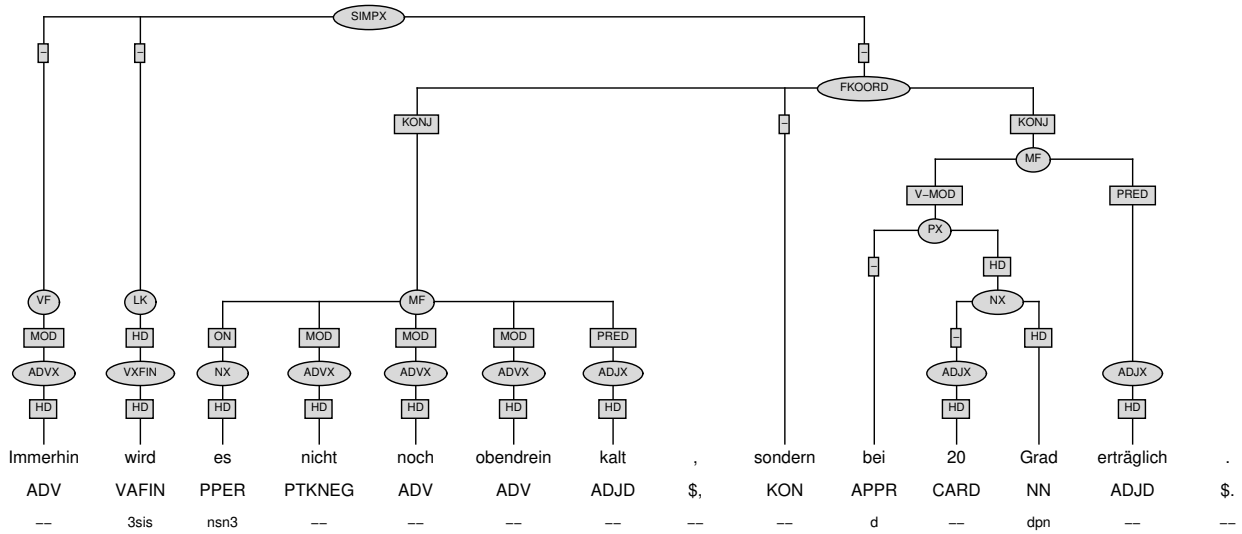 SIMPX
– – –
FKOORD
KONJ – KONJ
MF
V–MOD PRED
PX
– HD
VF LK MF NX
MOD HD ON MOD MOD MOD PRED – HD
ADVX VXFIN NX ADVX ADVX ADVX ADJX ADJX ADJX
HD HD HD HD HD HD HD HD HD
Immerhin wird es nicht noch obendrein kalt , sondern bei 20 Grad erträglich .
ADV VAFIN PPER PTKNEG ADV ADV ADJD $, KON APPR CARD NN ADJD $.
–– 3sis nsn3 –– –– –– –– –– –– d –– dpn –– ––